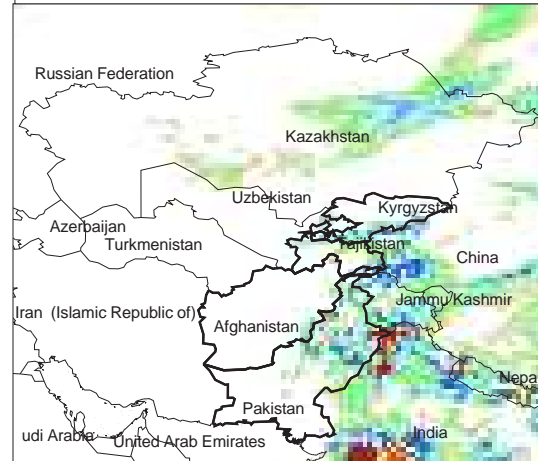 Russian Federation
Kazakhstan
Uzbekistan
Kyrgyzstan
Azerbaijan
Turkmenistan
Tajikistan
China
Jammu/Kashmir
Iran (Islamic Republic of)
Afghanistan
Nepa
Pakistan
udi Arabia
United Arab Emirates
India